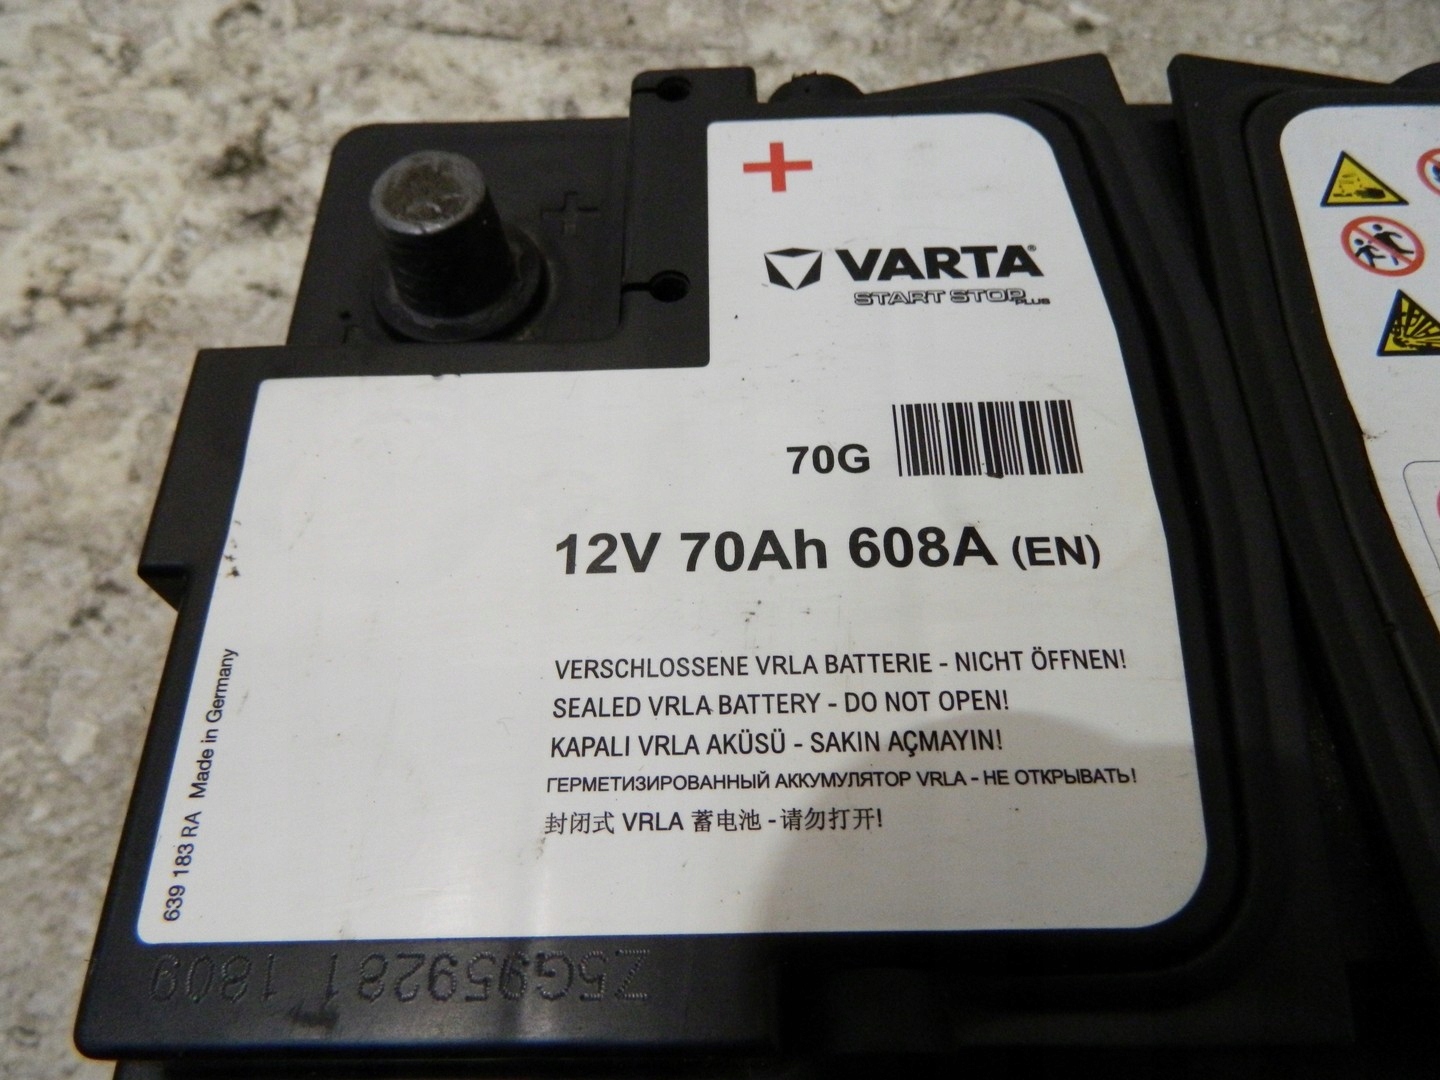 +
VARTA®
START STOP PLUS
70G
12V 70Ah 608A (EN)
VERSCHLOSSENE VRLA BATTERIE - NICHT ÖFFNEN!
SEALED VRLA BATTERY - DO NOT OPEN!
KAPALI VRLA AKÜSÜ - SAKIN AÇMAYIN!
ГЕРМЕТИЗИРОВАННЫЙ АККУМУЛЯТОР VRLA - НЕ ОТКРЫВАТЬ!
封闭式 VRLA 蓄电池 - 请勿打开!
639 183 RA Made in Germany
Z5G959281 1809